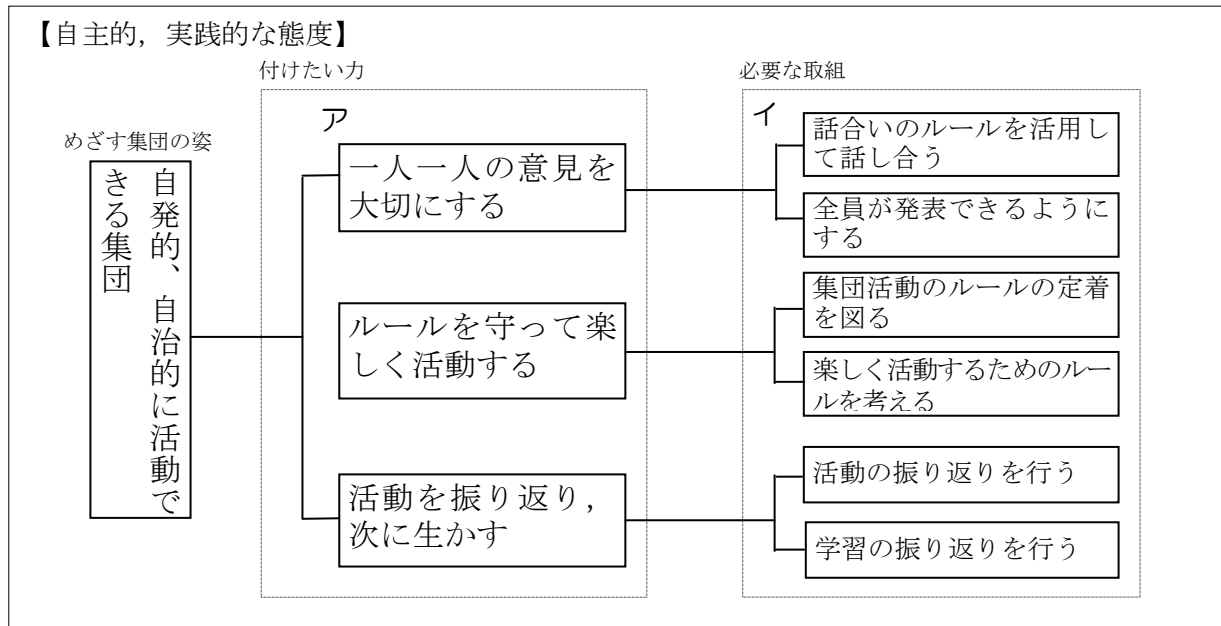 【自主的，実践的な態度】
付けたい力
必要な取組
めざす集団の姿
ア
イ
自発的、自治的に活動で
きる集団
一人一人の意見を
大切にする
話合いのルールを活用し
て話し合う
全員が発表できるように
する
ルールを守って楽
しく活動する
集団活動のルールの定着
を図る
楽しく活動するためのルー
ルを考える
活動を振り返り，
次に生かす
活動の振り返りを行う
学習の振り返りを行う